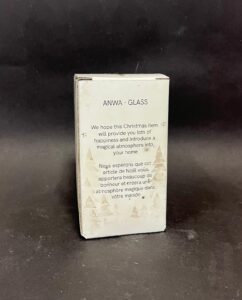 ANWA - GLASS
We hope this Christmas item
will provide you lots of
happiness and introduce a
magical atmosphere into
your home
Nous espérons que cet
article de Noël vous
apportera beaucoup de
bonheur et créera une
atmosphère magique dans
votre maison